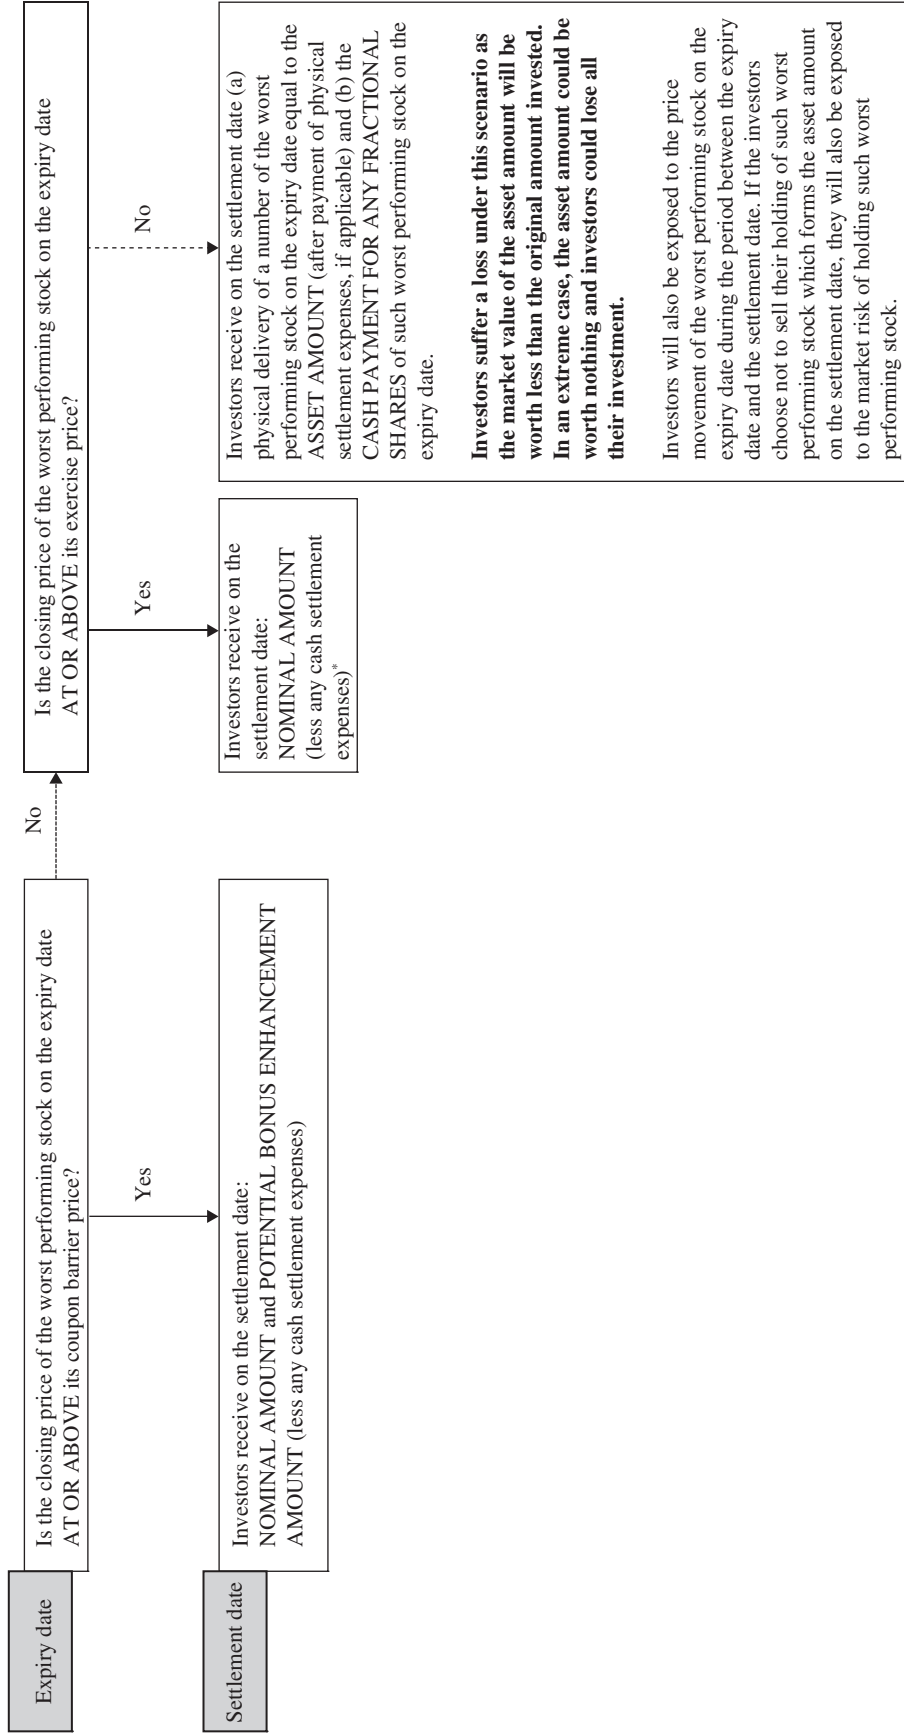 Expiry date
Is the closing price of the worst performing stock on the expiry date
AT OR ABOVE its coupon barrier price?
No
Is the closing price of the worst performing stock on the expiry date
AT OR ABOVE its exercise price?
Yes
Yes
No
Settlement date
Investors receive on the settlement date:
NOMINAL AMOUNT and POTENTIAL BONUS ENHANCEMENT
AMOUNT (less any cash settlement expenses)
Investors receive on the
settlement date:
NOMINAL AMOUNT
(less any cash settlement
expenses)*
Investors receive on the settlement date (a)
physical delivery of a number of the worst
performing stock on the expiry date equal to the
ASSET AMOUNT (after payment of physical
settlement expenses, if applicable) and (b) the
CASH PAYMENT FOR ANY FRACTIONAL
SHARES of such worst performing stock on the
expiry date.
Investors suffer a loss under this scenario as
the market value of the asset amount will be
worth less than the original amount invested.
In an extreme case, the asset amount could be
worth nothing and investors could lose all
their investment.
Investors will also be exposed to the price
movement of the worst performing stock on the
expiry date during the period between the expiry
date and the settlement date. If the investors
choose not to sell their holding of such worst
performing stock which forms the asset amount
on the settlement date, they will also be exposed
to the market risk of holding such worst
performing stock.